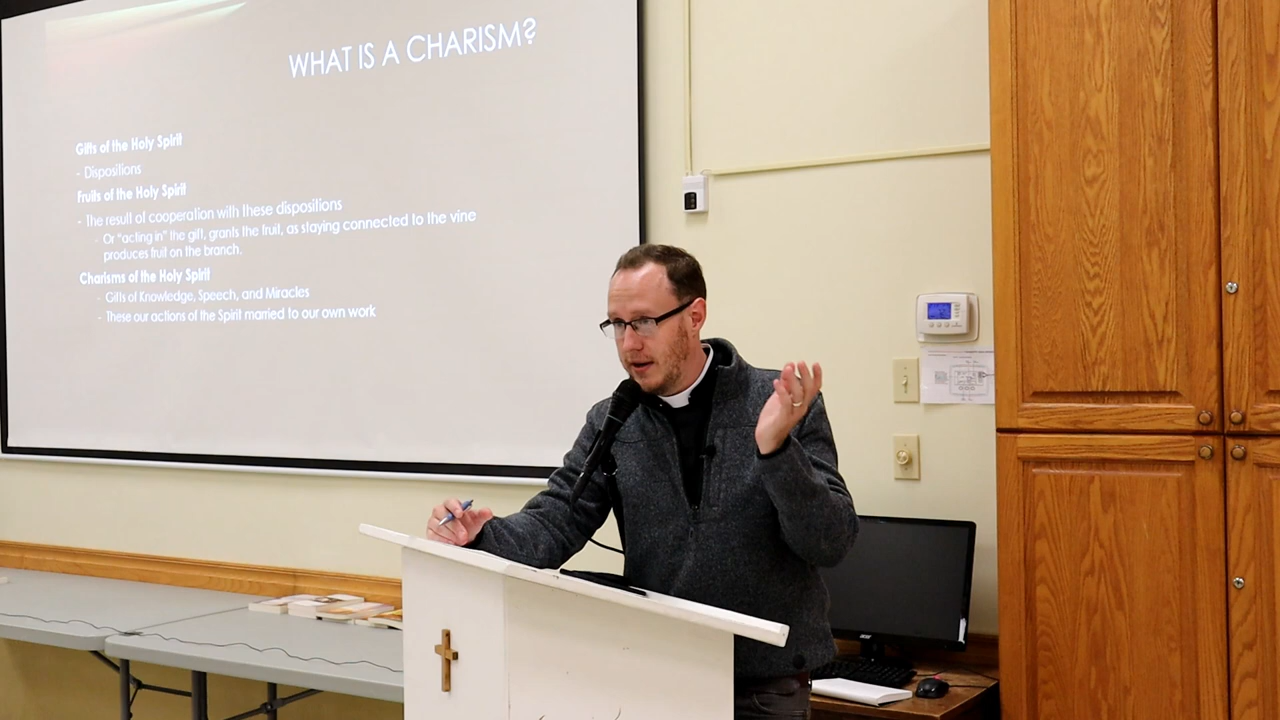 WHAT IS A CHARISM?
Gifts of the Holy Spirit
- Dispositions
Fruits of the Holy Spirit
- The result of cooperation with these dispositions
- Or "acting in" the gift, grants the fruit, as staying connected to the vine
produces fruit on the branch.
Charisms of the Holy Spirit
- Gifts of Knowledge, Speech, and Miracles
- These our actions of the Spirit married to our own work
acer